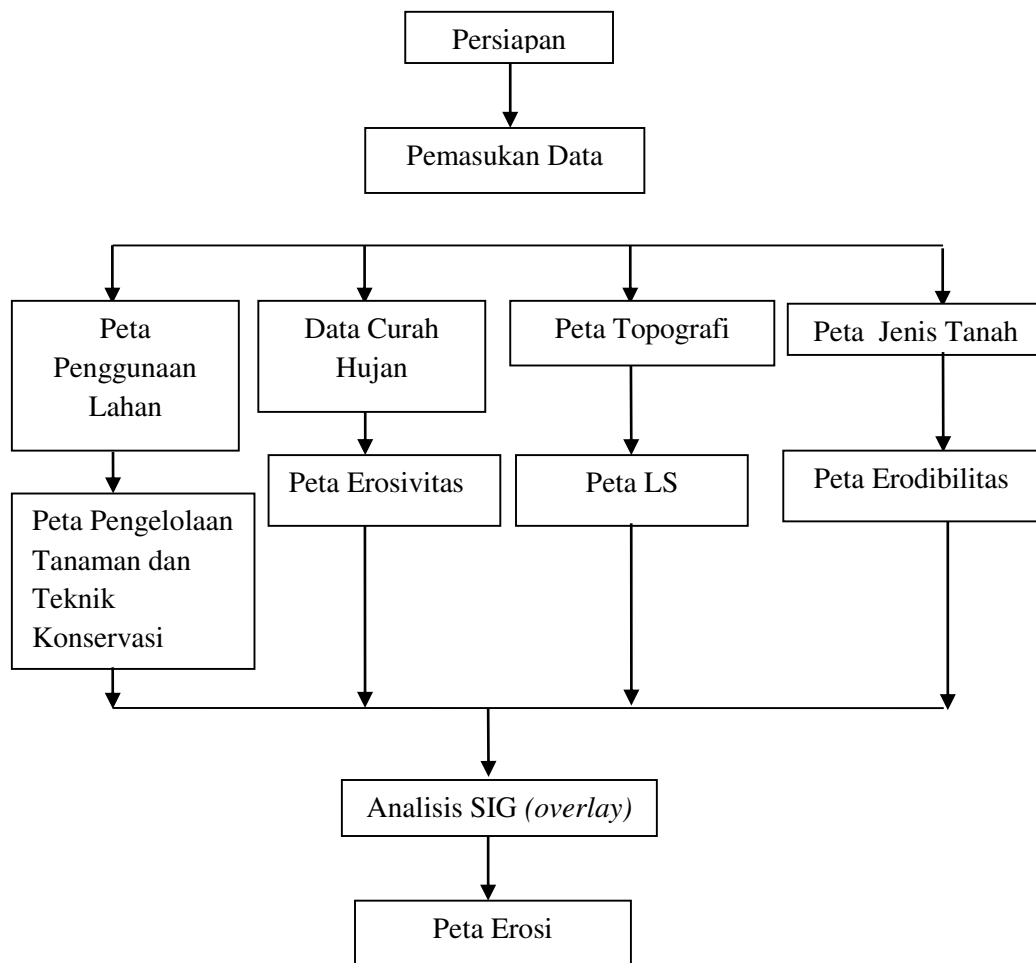 Persiapan
Pemasukan Data
Peta
Penggunaan
Lahan
Data Curah
Hujan
Peta Topografi
Peta Jenis Tanah
Peta Pengelolaan
Tanaman dan
Teknik
Konservasi
Peta Erosivitas
Peta LS
Peta Erodibilitas
Analisis SIG (overlay)
Peta Erosi